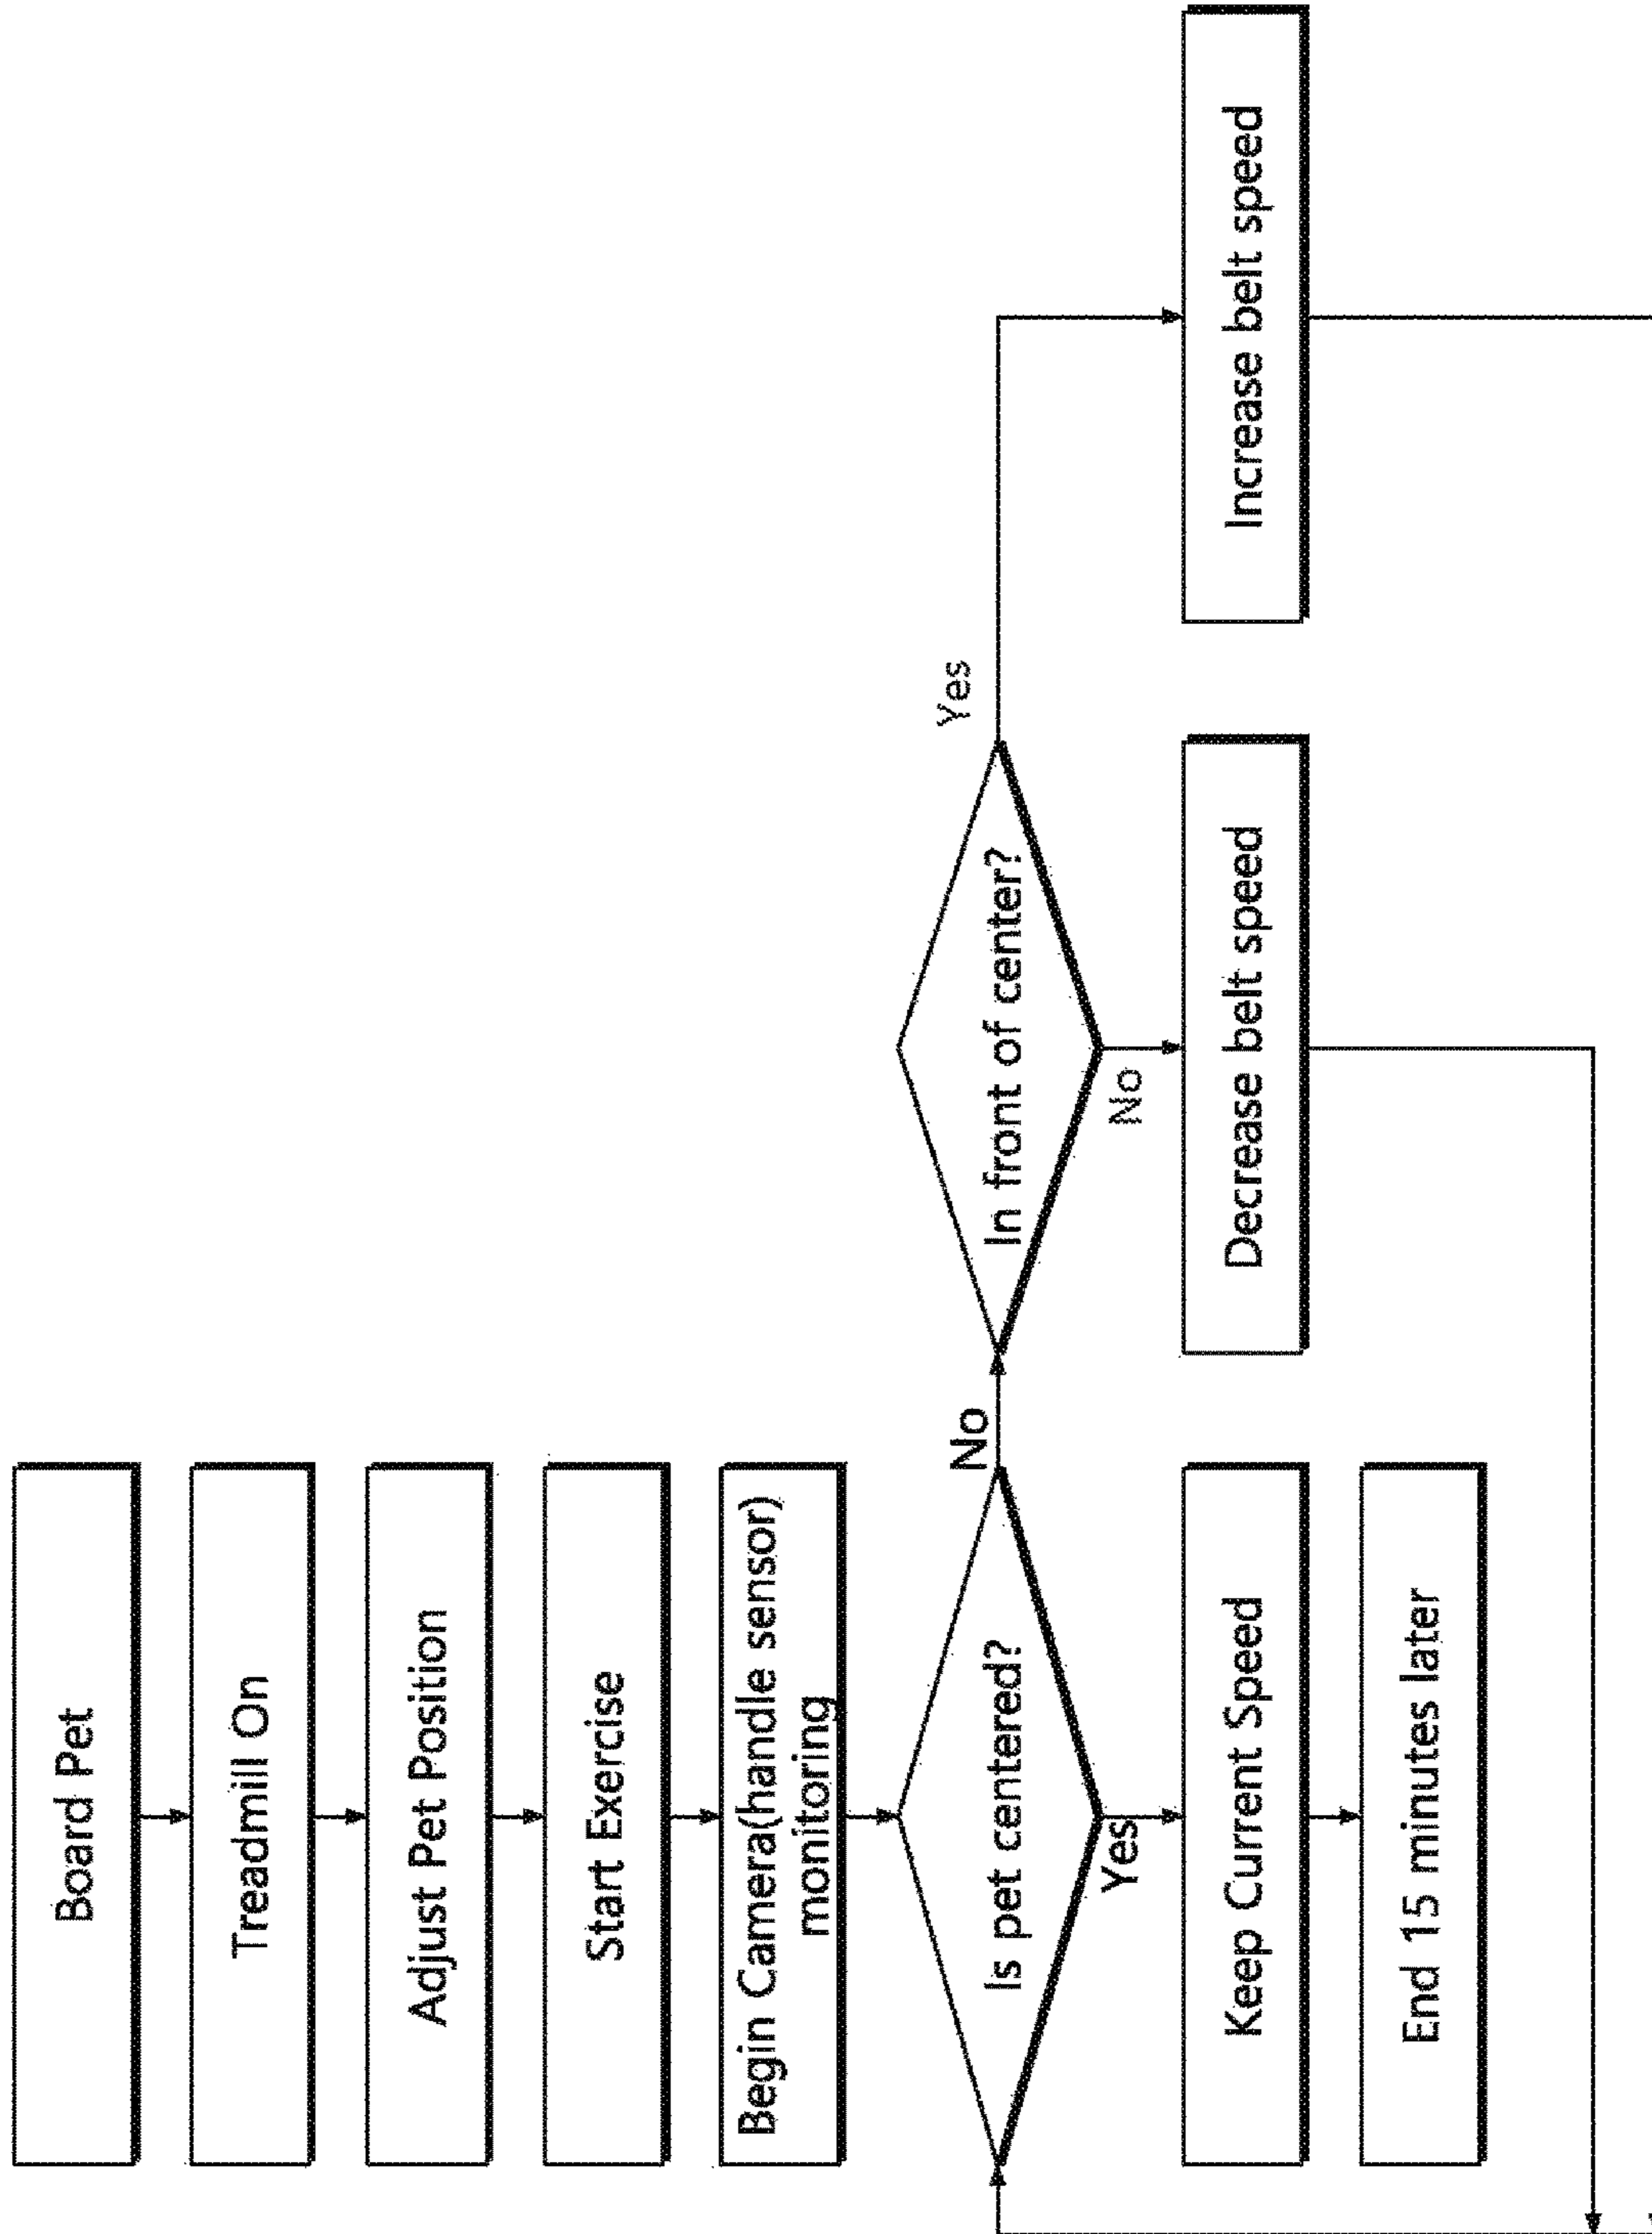 Board Pet
Treadmill On
Adjust Pet Position
Start Exercise
Begin Camera(handle sensor)
monitoring
Is pet centered?
No
Yes
In front of center?
Yes
No
Keep Current Speed
Decrease belt speed
Increase belt speed
End 15 minutes later